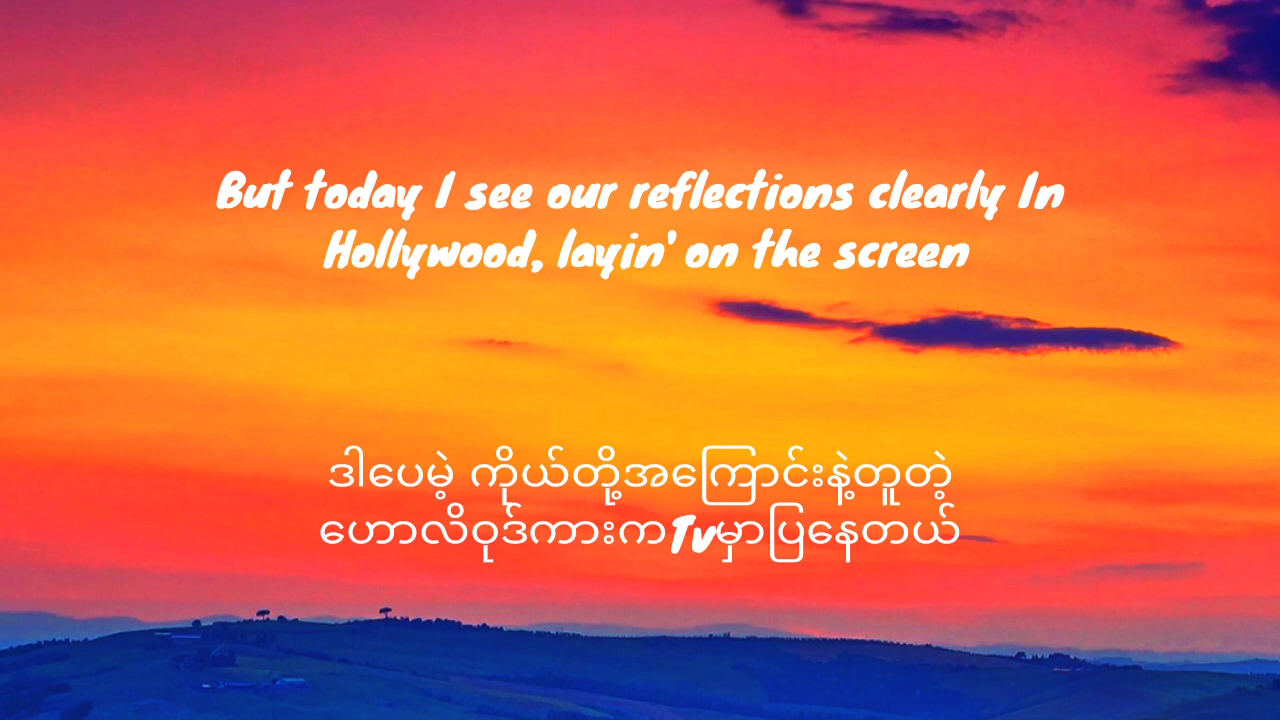 But today I see our reflections clearly In
Hollywood, layin' on the screen
ဒါပေမဲ့ ကိုယ်တို့အကြောင်းနဲ့တူတဲ့
ဟောလိဝုဒ်ကားကTvမှာပြနေတယ်